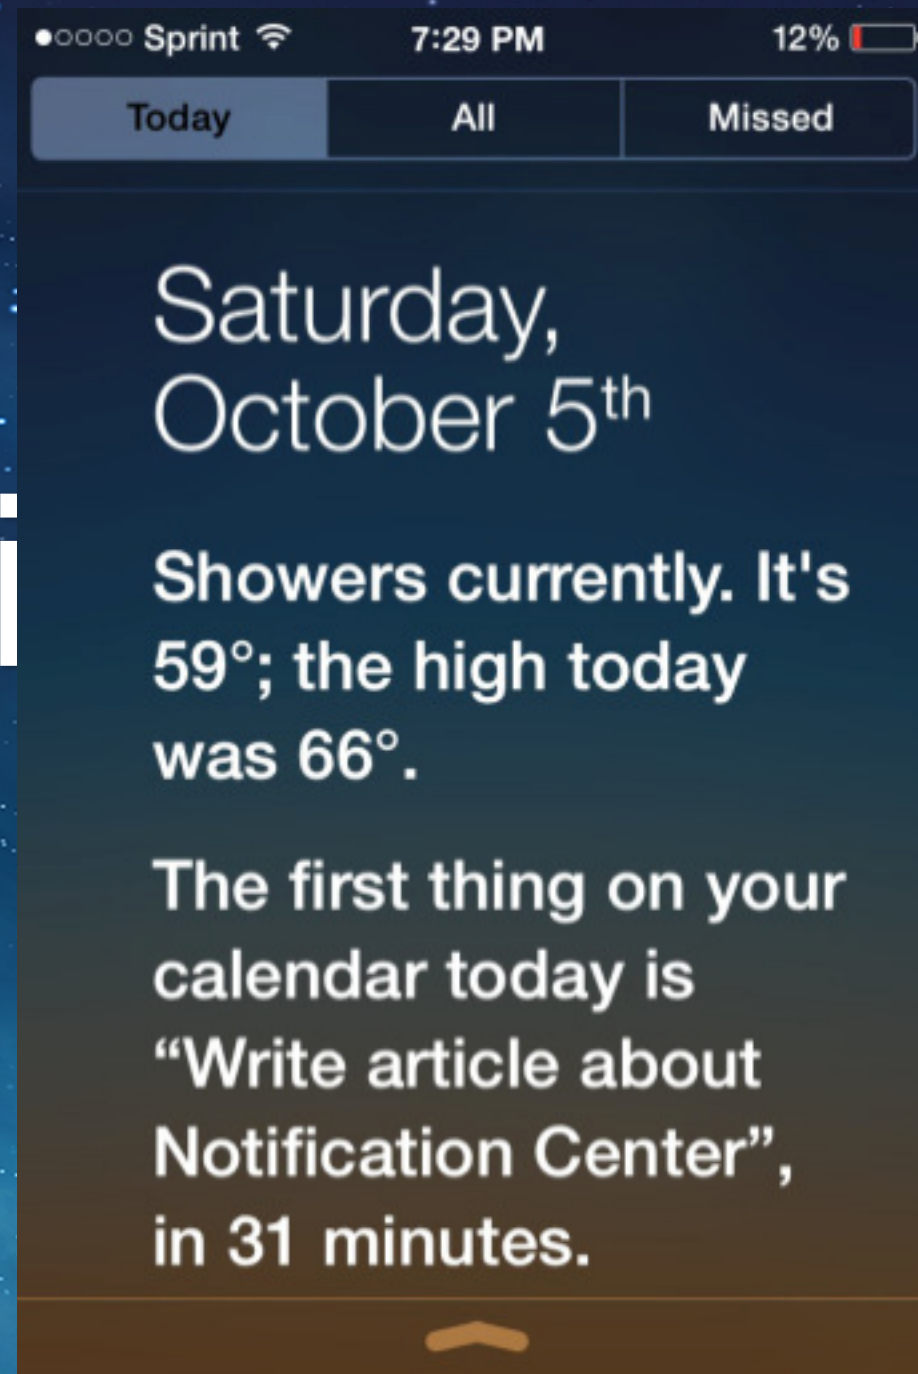 Sprint 7:29 PM 12%
Today All Missed
Saturday,
October 5th
Showers currently. It's
59°; the high today
was 66°.
The first thing on your
calendar today is
“Write article about
Notification Center”,
in 31 minutes.